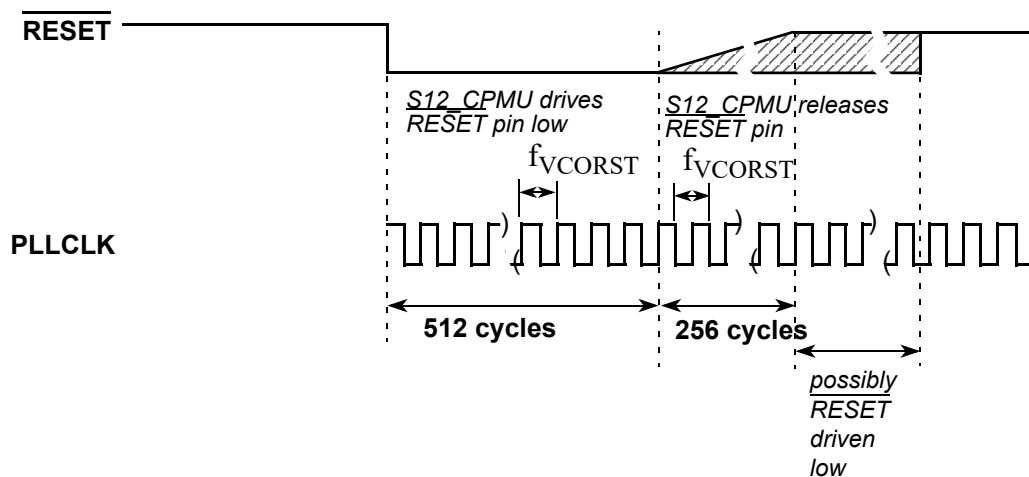 RESET
S12_CPMU drives
RESET pin low
S12_CPMU releases
RESET pin
fVCORST
fVCORST
PLLCLK
512 cycles
256 cycles
possibly
RESET
driven
low